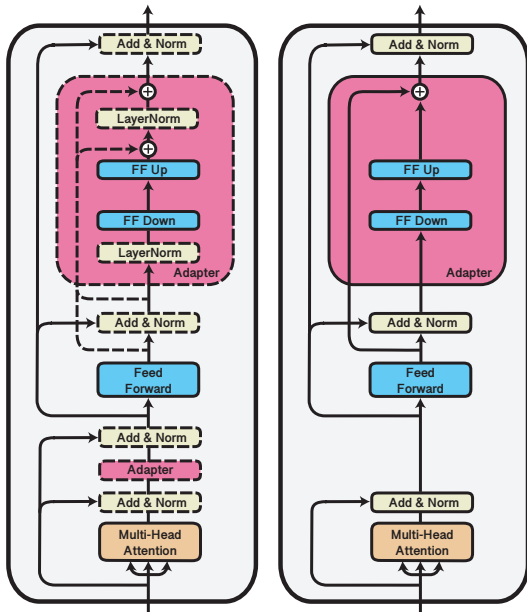 Add & Norm
LayerNorm
FF Up
FF Down
LayerNorm
Adapter
Add & Norm
Feed
Forward
Add & Norm
Adapter
Add & Norm
Multi-Head
Attention
Add & Norm
FF Up
FF Down
Adapter
Add & Norm
Feed
Forward
Add & Norm
Multi-Head
Attention